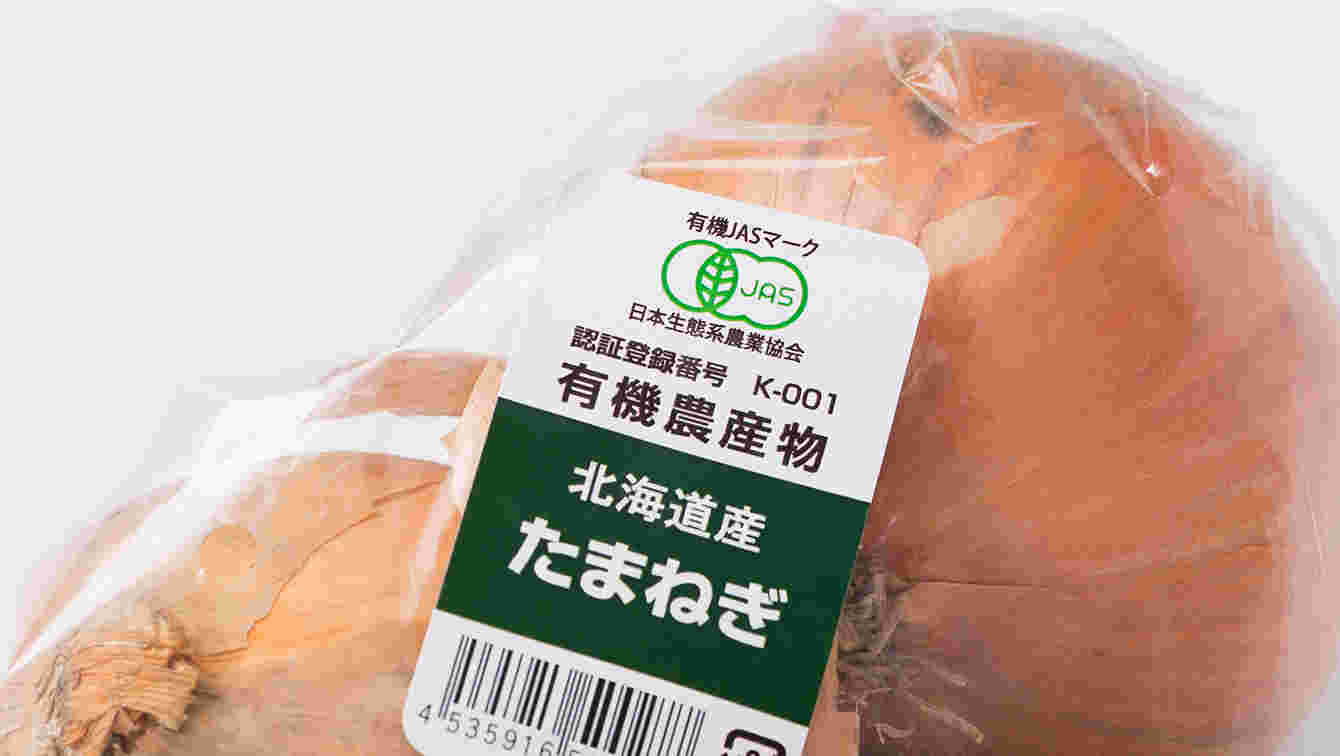 有機JASマーク
JAS
日本生態系農業協会
認証登録番号 K-001
有機農産物
北海道産
たまねぎ
4 535916